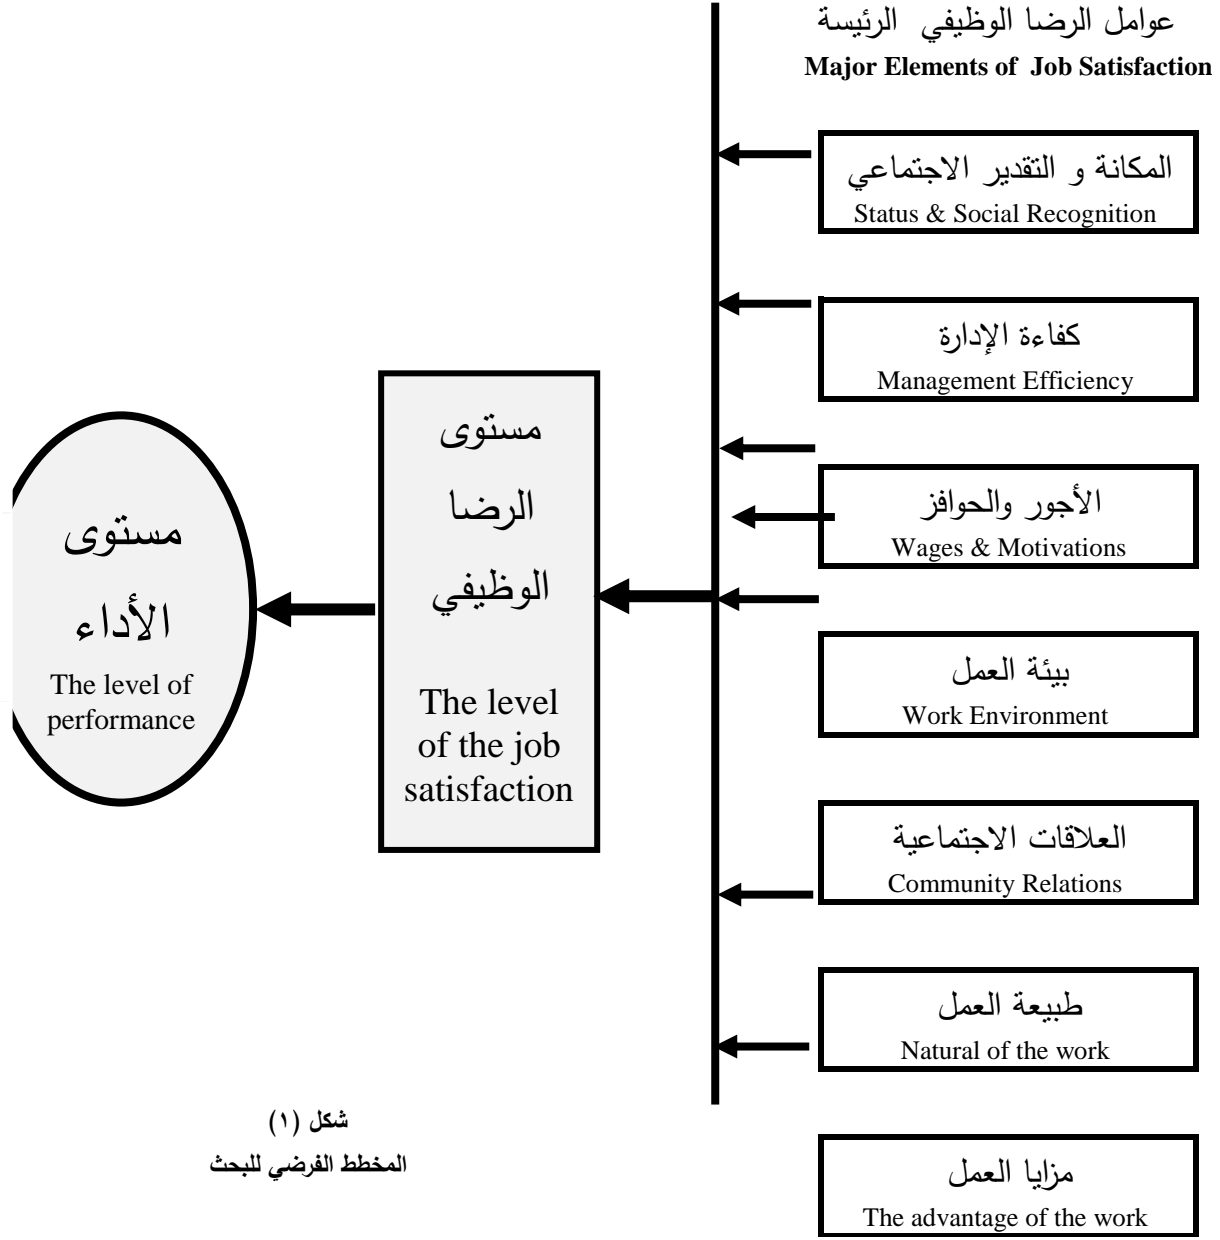 عوامل الرضا الوظيفي الرئيسة
Major Elements of Job Satisfaction
المكانة و التقدير الاجتماعي
Status & Social Recognition
كفاءة الإدارة
Management Efficiency
الأجور والحوافز
Wages & Motivations
بيئة العمل
Work Environment
العلاقات الاجتماعية
Community Relations
طبيعة العمل
Natural of the work
مزايا العمل
The advantage of the work
مستوى
الرضا
الوظيفي
The level
of the job
satisfaction
مستوى
الأداء
The level of
performance
شكل (١)
المخطط الفرضي للبحث